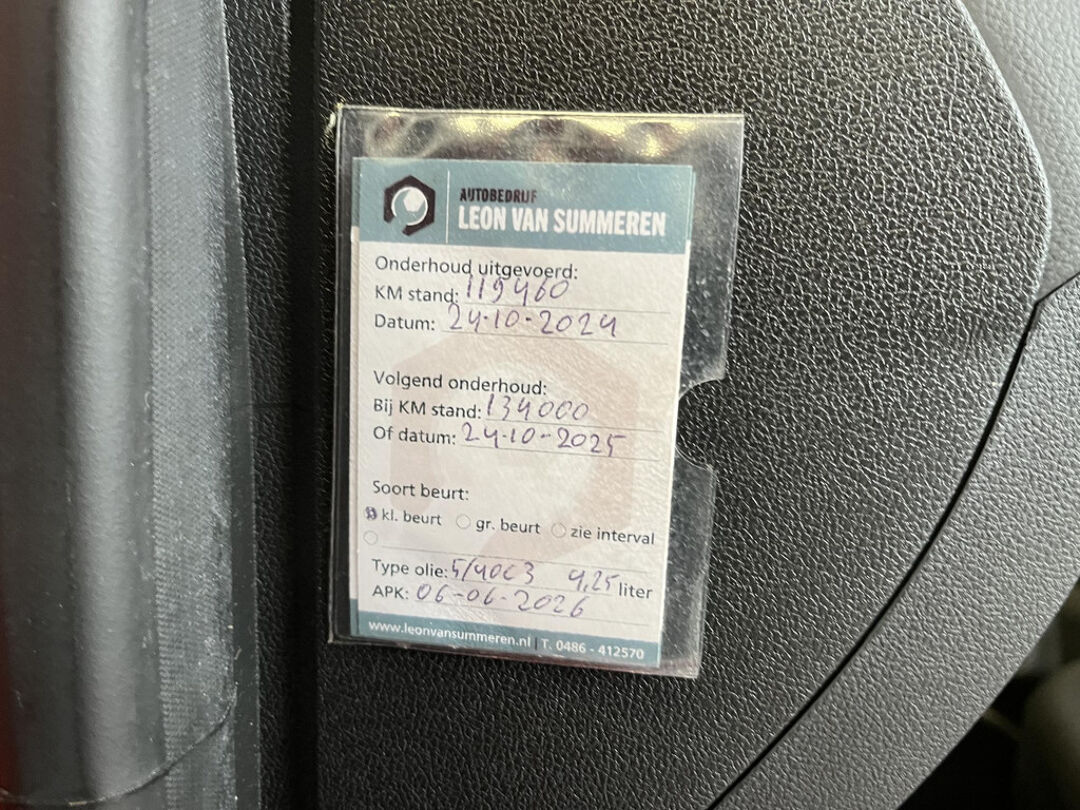 AUTOBEDRIJF
LEON VAN SUMMEREN
Onderhoud uitgevoerd:
KM stand: 119460
Datum: 24-10-2024
Volgend onderhoud:
Bij KM stand: 134000
Of datum: 24-10-2025
Soort beurt:
kl. beurt gr. beurt zie interval
Type olie: 5/40C3 4,25 liter
APK: 06-06-2026
www.leonvansummeren.nl | T. 0486 - 412570